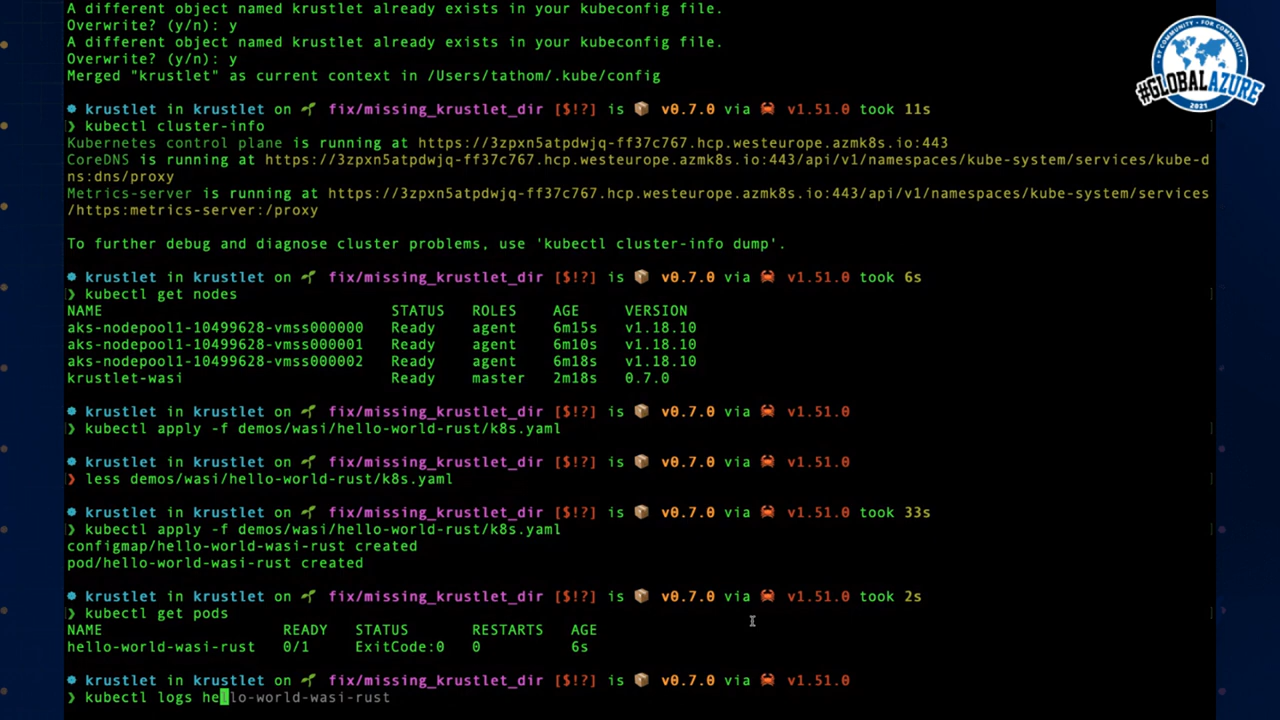 A different object named krustlet already exists in your kubeconfig file.
Overwrite? (y/n): y
A different object named krustlet already exists in your kubeconfig file.
Overwrite? (y/n): y
Merged "krustlet" as current context in /Users/tathom/.kube/config
krustlet in krustlet on fix/missing_krustlet_dir [$!?] is v0.7.0 via v1.51.0 took 11s
❯ kubectl cluster-info
Kubernetes control plane is running at https://3zpxn5atpdwjq-ff37c767.hcp.westeurope.azmk8s.io:443
CoreDNS is running at https://3zpxn5atpdwjq-ff37c767.hcp.westeurope.azmk8s.io:443/api/v1/namespaces/kube-system/services/kube-d
ns:dns/proxy
Metrics-server is running at https://3zpxn5atpdwjq-ff37c767.hcp.westeurope.azmk8s.io:443/api/v1/namespaces/kube-system/services
/https:metrics-server:/proxy
To further debug and diagnose cluster problems, use 'kubectl cluster-info dump'.
krustlet in krustlet on fix/missing_krustlet_dir [$!?] is v0.7.0 via v1.51.0 took 6s
❯ kubectl get nodes
NAME STATUS ROLES AGE VERSION
aks-nodepool1-10499628-vmss000000 Ready agent 6m15s v1.18.10
aks-nodepool1-10499628-vmss000001 Ready agent 6m10s v1.18.10
aks-nodepool1-10499628-vmss000002 Ready agent 6m18s v1.18.10
krustlet-wasi Ready master 2m18s 0.7.0
krustlet in krustlet on fix/missing_krustlet_dir [$!?] is v0.7.0 via v1.51.0
❯ kubectl apply -f demos/wasi/hello-world-rust/k8s.yaml
krustlet in krustlet on fix/missing_krustlet_dir [$!?] is v0.7.0 via v1.51.0
❯ less demos/wasi/hello-world-rust/k8s.yaml
krustlet in krustlet on fix/missing_krustlet_dir [$!?] is v0.7.0 via v1.51.0 took 33s
❯ kubectl apply -f demos/wasi/hello-world-rust/k8s.yaml
configmap/hello-world-wasi-rust created
pod/hello-world-wasi-rust created
krustlet in krustlet on fix/missing_krustlet_dir [$!?] is v0.7.0 via v1.51.0 took 2s
❯ kubectl get pods
NAME READY STATUS RESTARTS AGE
hello-world-wasi-rust 0/1 ExitCode:0 0 6s
krustlet in krustlet on fix/missing_krustlet_dir [$!?] is v0.7.0 via v1.51.0
❯ kubectl logs hello-world-wasi-rust
BY COMMUNITY · FOR COMMUNITY
#GLOBALAZURE
2021